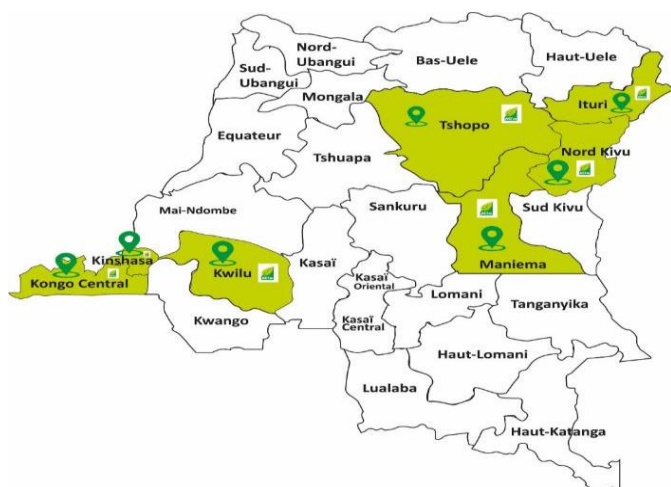 Nord-
Ubangui
Bas-Uele
Haut-Uele
Sud-
Ubangui
Mongala
Ituri
Tshopo
Equateur
Nord Kivu
Tshuapa
Mai-Ndombe
Sankuru
Sud Kivu
Kinshasa
Kwilu
Kasaï
Maniema
Kongo Central
Kasaï
Oriental
Lomani
Tanganyika
Kwango
Kasaï
Central
Haut-Lomani
Lualaba
Haut-Katanga